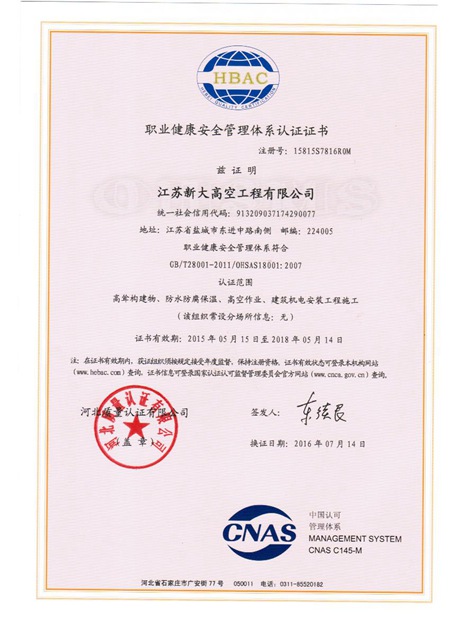 HBAC
HEBEI QUALITY CERTIFICATION
职业健康安全管理体系认证证书
注册号：15815S7816R0M
兹证明
江苏新大高空工程有限公司
统一社会信用代码：913209037174290077
地址：江苏省盐城市东进中路南侧 邮编：224005
职业健康安全管理体系符合
GB/T28001-2011/OHSAS18001:2007
认证范围
高耸构建物、防水防腐保温、高空作业、建筑机电安装工程施工
（该组织常设分场所信息：无）
证书有效期：2015 年 05 月 15 日至 2018 年 05 月 14 日
注：在证书有效期内，获证组织须按规定接受年度监督，保持注册资格，证书有效状态可登录本机构网站
（www.hebac.com）查询。证书信息可登录国家认证认可监督管理委员会官方网站（www.cnca.gov.cn）查询。
河北质量认证有限公司
（盖章）
签发人：
换证日期：2016 年 07 月 14 日
CNAS
中国认可
管理体系
MANAGEMENT SYSTEM
CNAS C145-M
河北省石家庄市广安街 77 号 050011 电话：0311-85520182